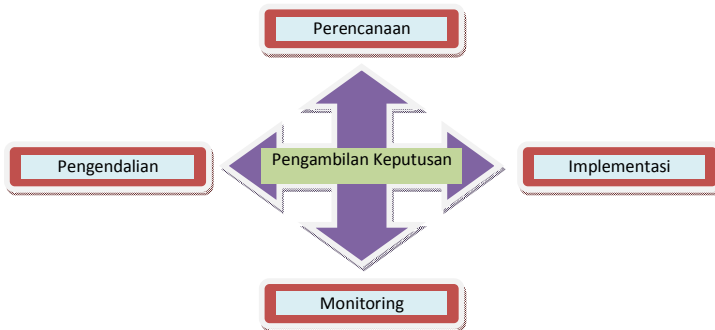 Perencanaan
Pengendalian
Pengambilan Keputusan
Implementasi
Monitoring